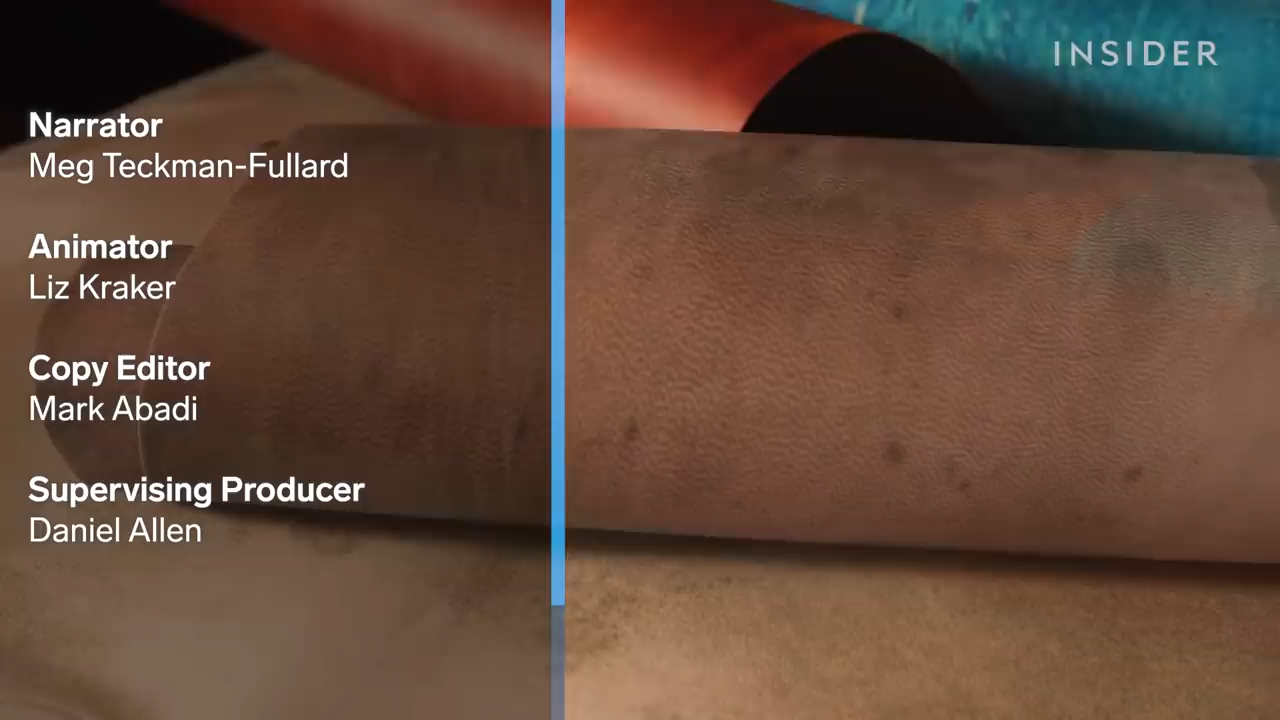 INSIDER
Narrator
Meg Teckman-Fullard
Animator
Liz Kraker
Copy Editor
Mark Abadi
Supervising Producer
Daniel Allen